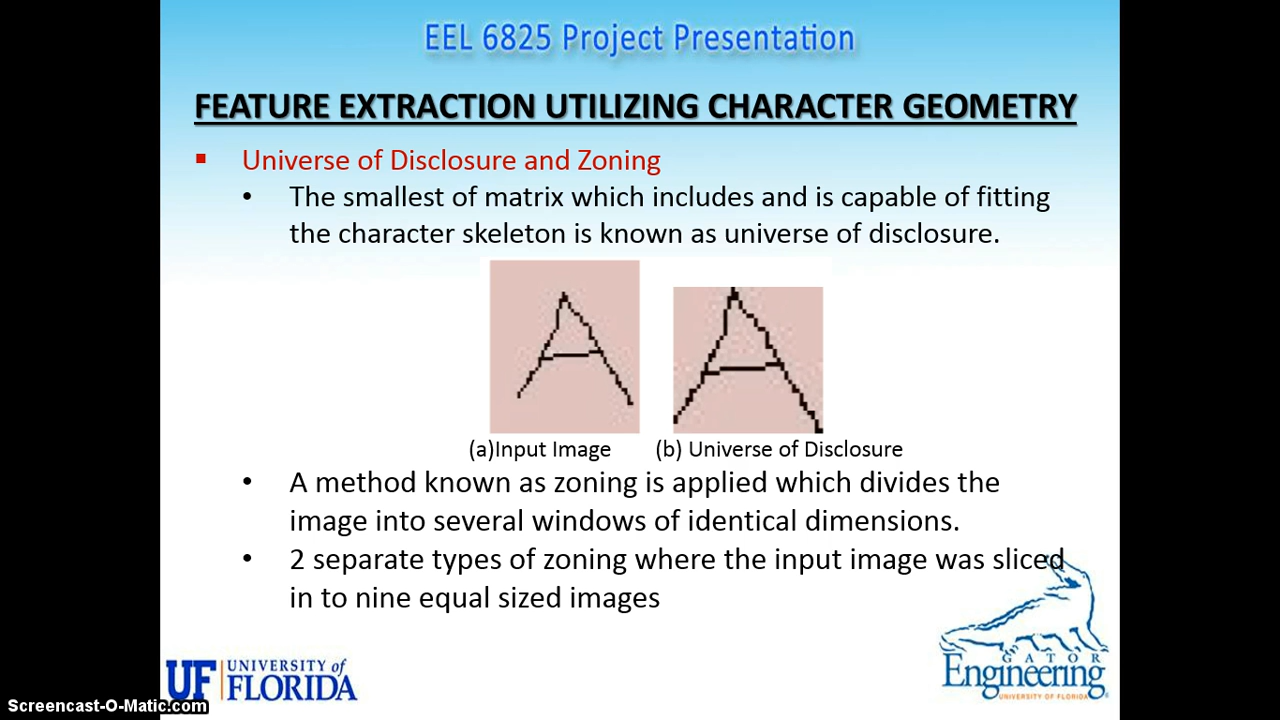 EEL 6825 Project Presentation
FEATURE EXTRACTION UTILIZING CHARACTER GEOMETRY
▪ Universe of Disclosure and Zoning
• The smallest of matrix which includes and is capable of fitting
the character skeleton is known as universe of disclosure.
A A
(a)Input Image (b) Universe of Disclosure
• A method known as zoning is applied which divides the
image into several windows of identical dimensions.
• 2 separate types of zoning where the input image was sliced
in to nine equal sized images
UF UNIVERSITY of
FLORIDA
GATOR
Engineering
UNIVERSITY OF FLORIDA
Screencast-O-Matic.com